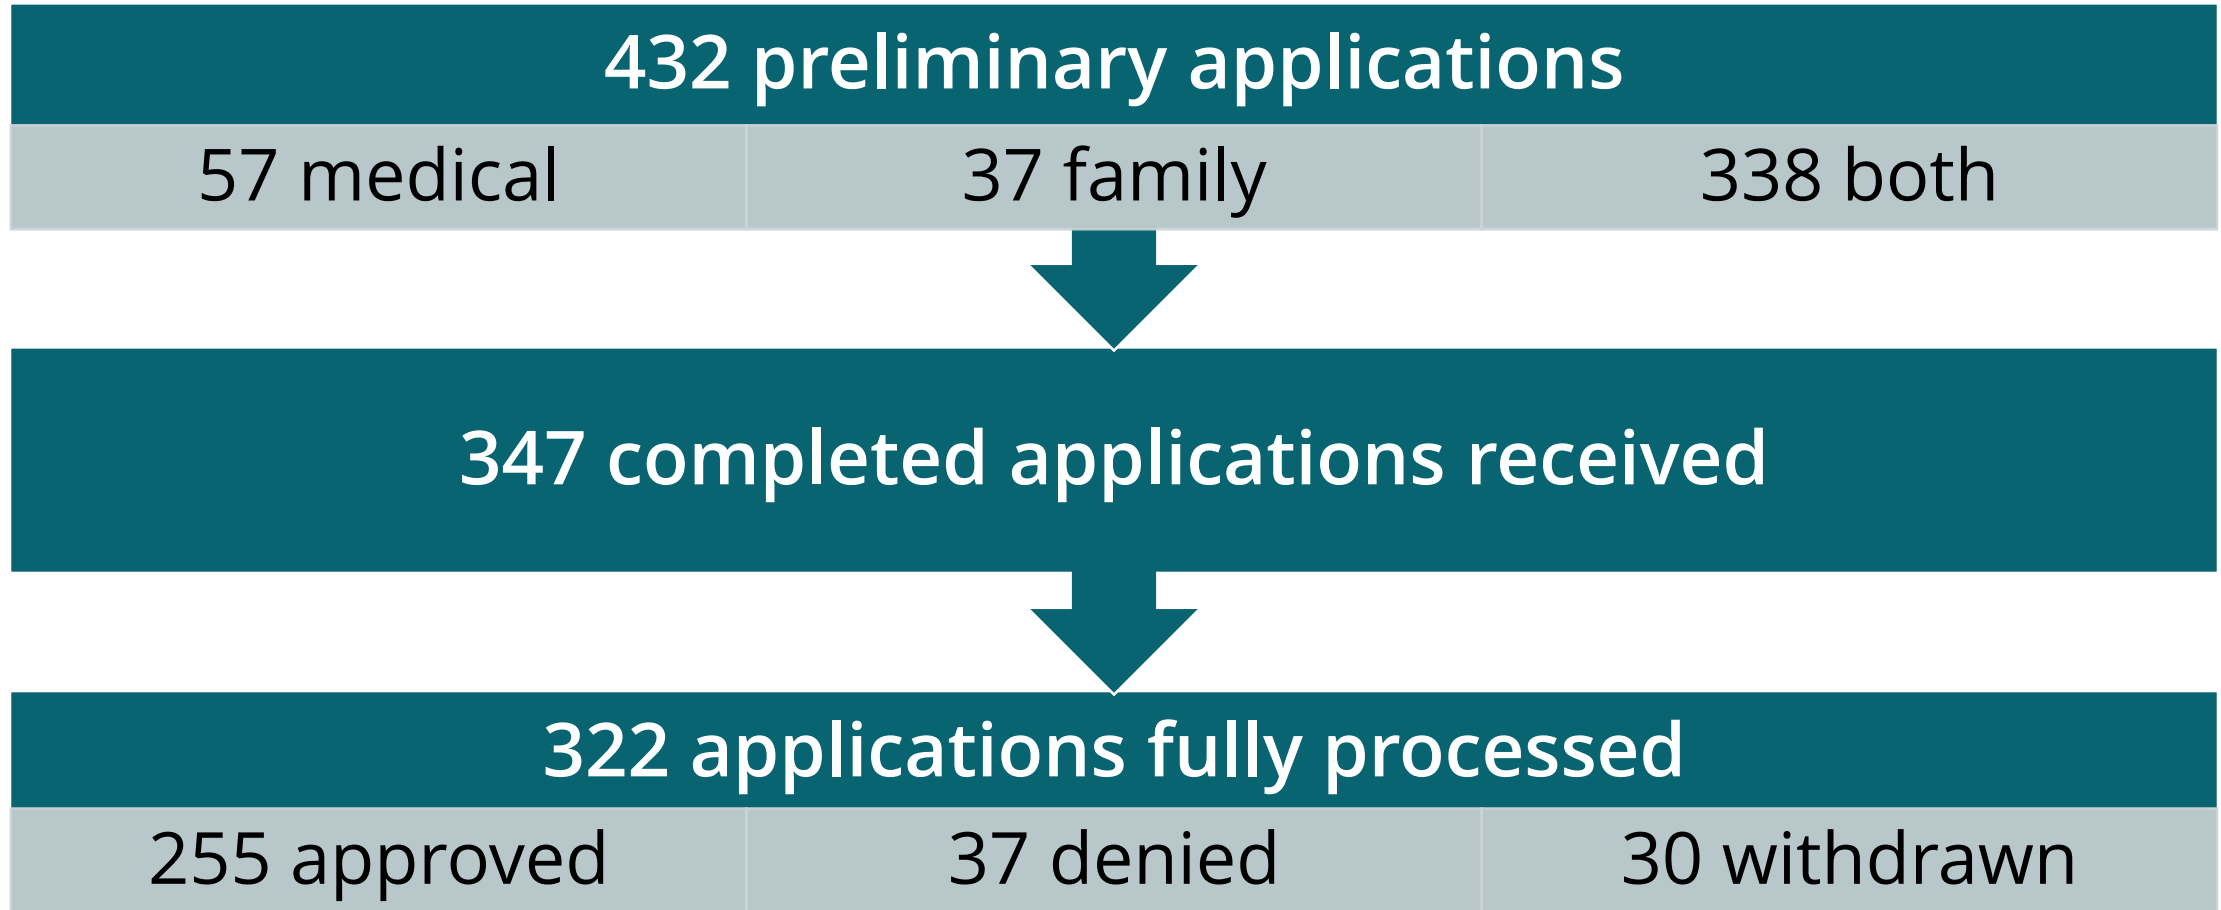 432 preliminary applications
57 medical
37 family
338 both
347 completed applications received
322 applications fully processed
255 approved
37 denied
30 withdrawn